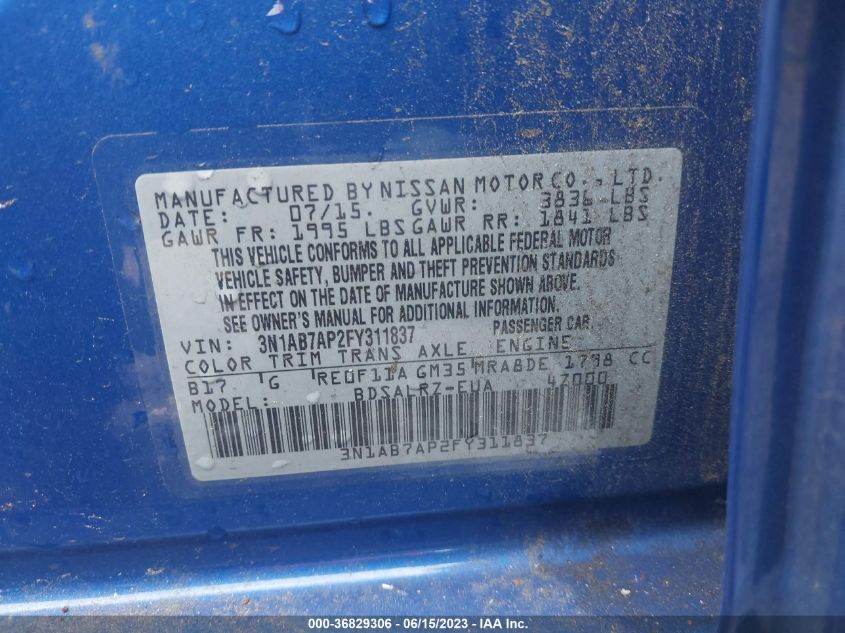 MANUFACTURED BY NISSAN MOTOR CO., LTD.
DATE: 07/15. GVWR: 3836 LBS
GAWR FR: 1995 LBS GAWR RR: 1841 LBS
THIS VEHICLE CONFORMS TO ALL APPLICABLE FEDERAL MOTOR
VEHICLE SAFETY, BUMPER AND THEFT PREVENTION STANDARDS
IN EFFECT ON THE DATE OF MANUFACTURE SHOWN ABOVE.
SEE OWNER'S MANUAL FOR ADDITIONAL INFORMATION.
VIN: 3N1AB7AP2FY311837 PASSENGER CAR
COLOR TRIM TRANS AXLE ENGINE
B17 G RE0F11A GM35 MRA8DE 1798 CC
MODEL: BDSALRZ-EUA 4Z000
3N1AB7AP2FY311837
000-36829306 - 06/15/2023 - IAAI.com